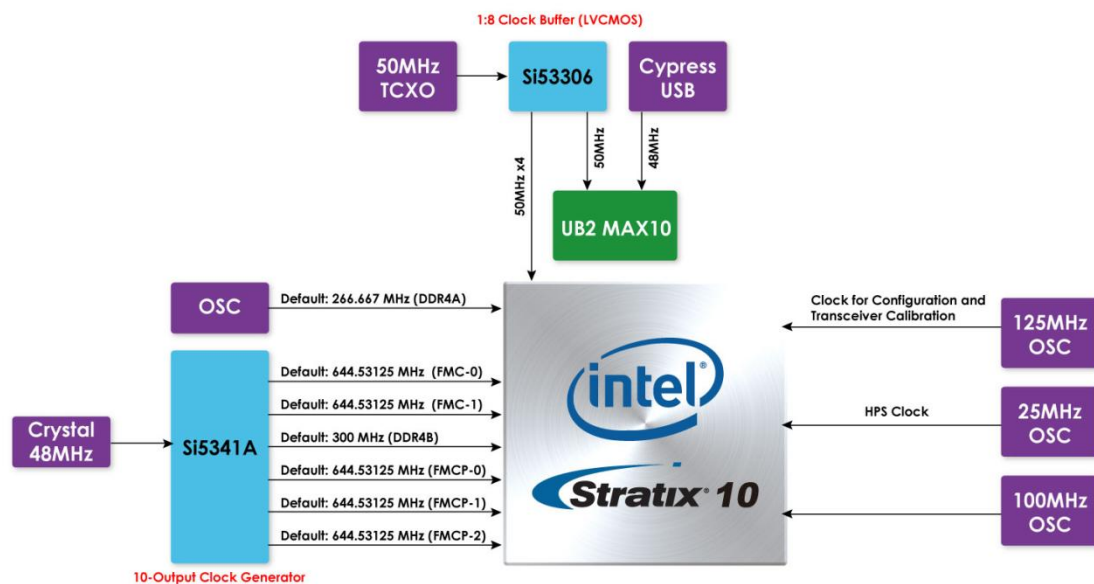 1:8 Clock Buffer (LVCMOS)
50MHz
TCXO
Si53306
Cypress
USB
50MHz x4
50MHz
48MHz
UB2 MAX10
OSC
Default: 266.667 MHz (DDR4A)
Clock for Configuration and
Transceiver Calibration
125MHz
OSC
Crystal
48MHz
Si5341A
Default: 644.53125 MHz (FMC-0)
Default: 644.53125 MHz (FMC-1)
Default: 300 MHz (DDR4B)
Default: 644.53125 MHz (FMCP-0)
Default: 644.53125 MHz (FMCP-1)
Default: 644.53125 MHz (FMCP-2)
10-Output Clock Generator
intel®
Stratix® 10
HPS Clock
25MHz
OSC
100MHz
OSC